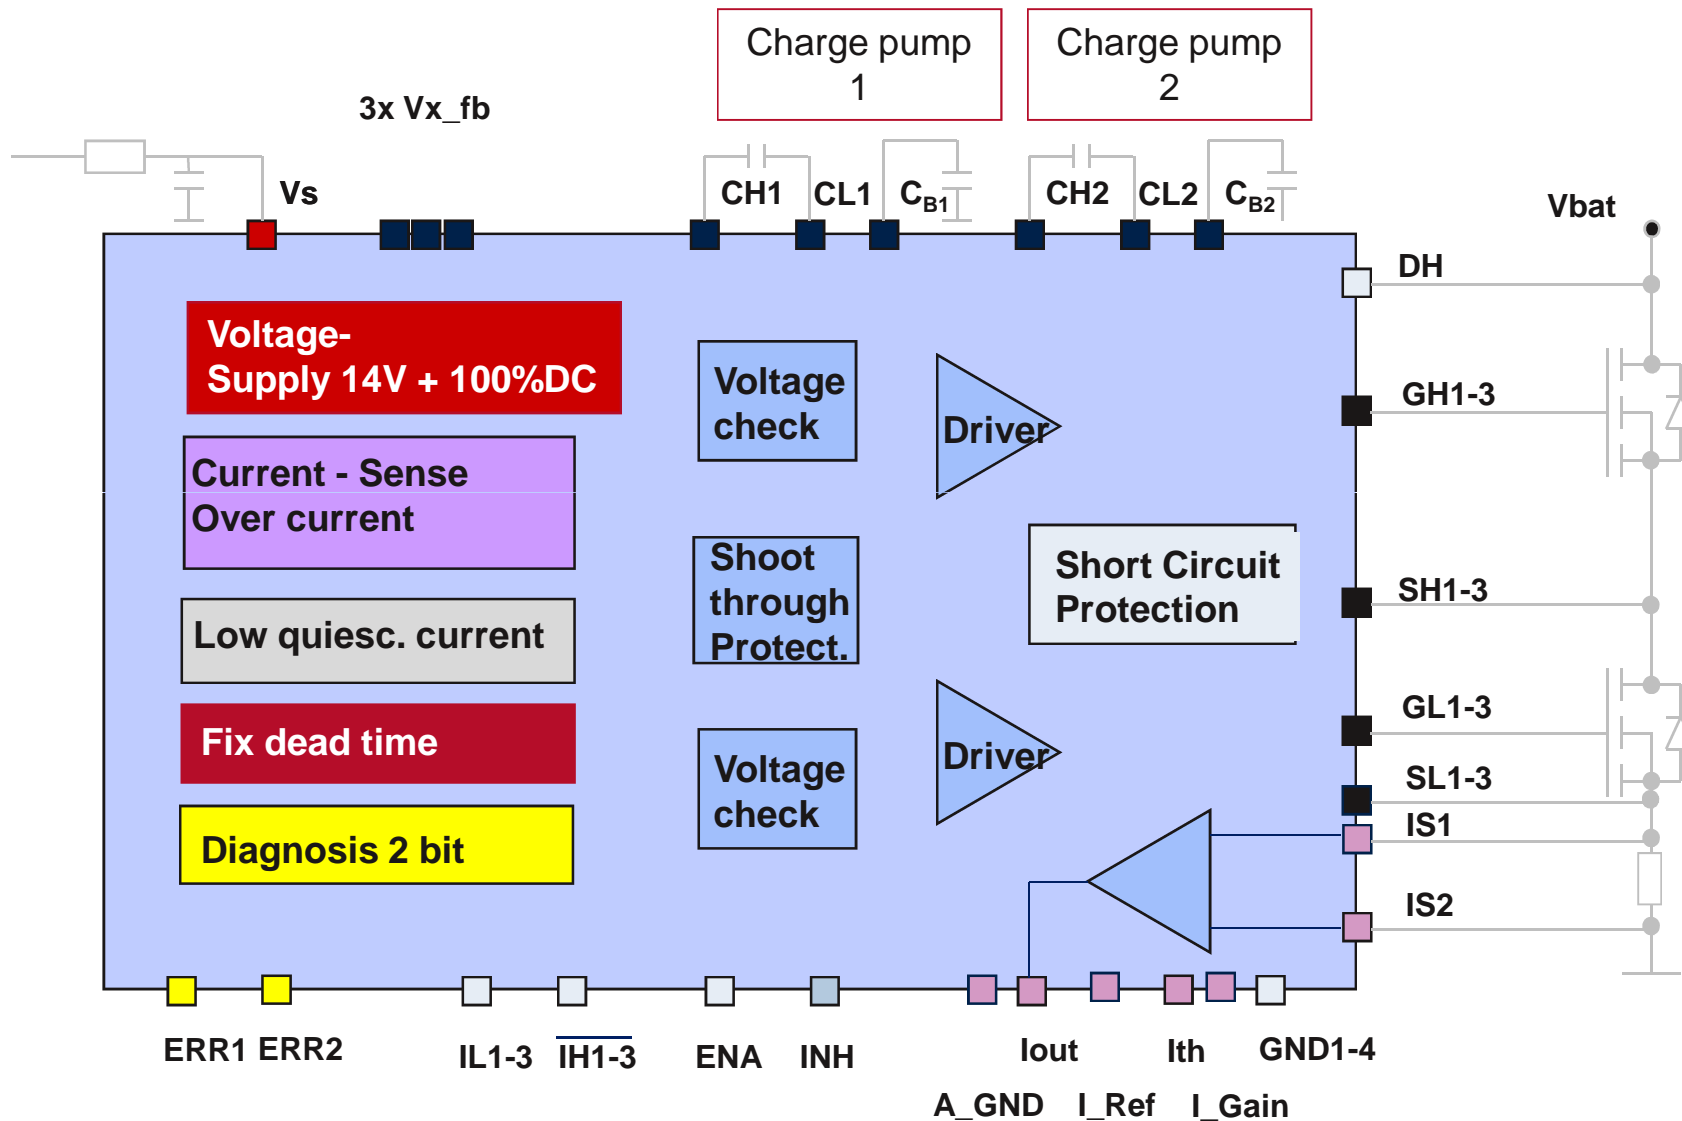 Charge pump
1
Charge pump
2
3x Vx_fb
Vs
CH1
CL1
CB1
CH2
CL2
CB2
Vbat
DH
Voltage-
Supply 14V + 100%DC
Voltage
check
Driver
GH1-3
Current - Sense
Over current
Shoot
through
Protect.
Short Circuit
Protection
SH1-3
Low quiesc. current
Fix dead time
GL1-3
Voltage
check
Driver
SL1-3
IS1
Diagnosis 2 bit
IS2
ERR1
ERR2
IL1-3
IH1-3
ENA
INH
Iout
Ith
GND1-4
A_GND
I_Ref
I_Gain